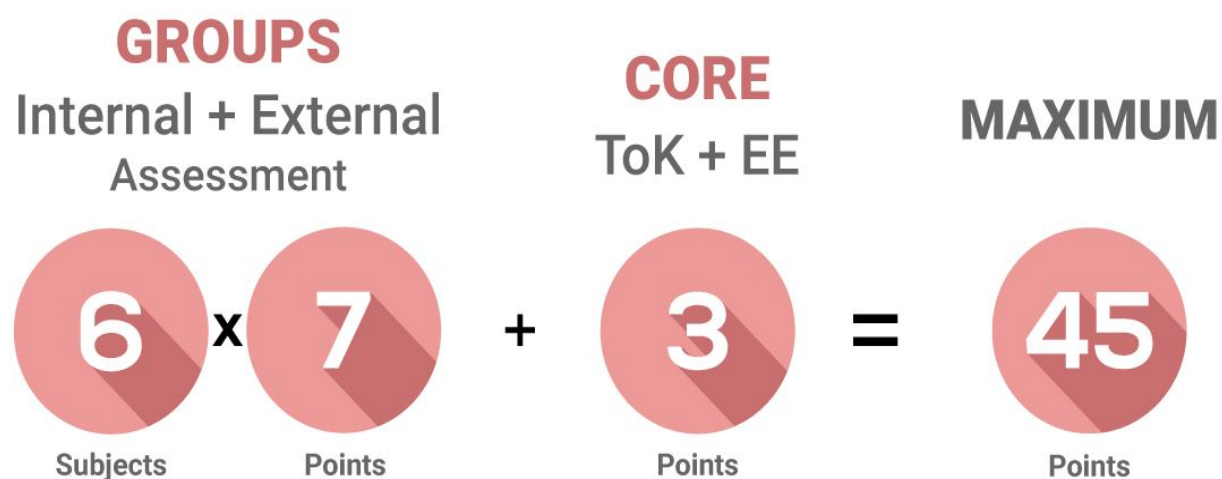 GROUPS
Internal + External
Assessment
CORE
ToK + EE
MAXIMUM
6 x 7 + 3 = 45
Subjects Points Points Points